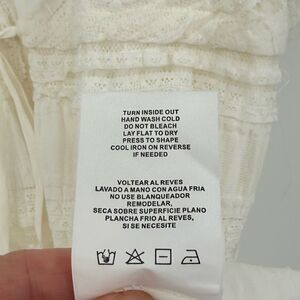 TURN INSIDE OUT
HAND WASH COLD
DO NOT BLEACH
LAY FLAT TO DRY
PRESS TO SHAPE
COOL IRON ON REVERSE
IF NEEDED
VOLTEAR AL REVES
LAVADO A MANO CON AGUA FRIA
NO USE BLANQUEADOR
REMODELAR,
SECA SOBRE SUPERFICIE PLANO
PLANCHA FRIO AL REVES,
SI SE NECESITE